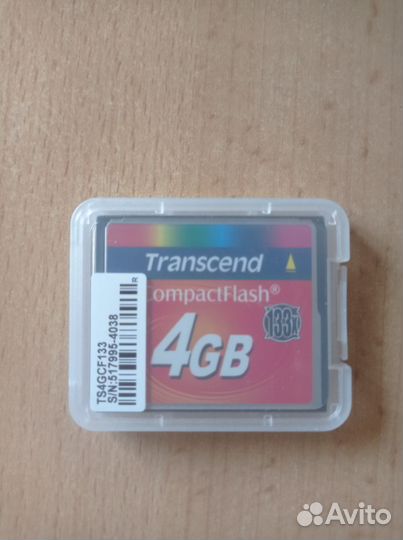 Transcend
CompactFlash®
133x
4GB
TS4GCF133
S/N:517995-4038
R
Avito